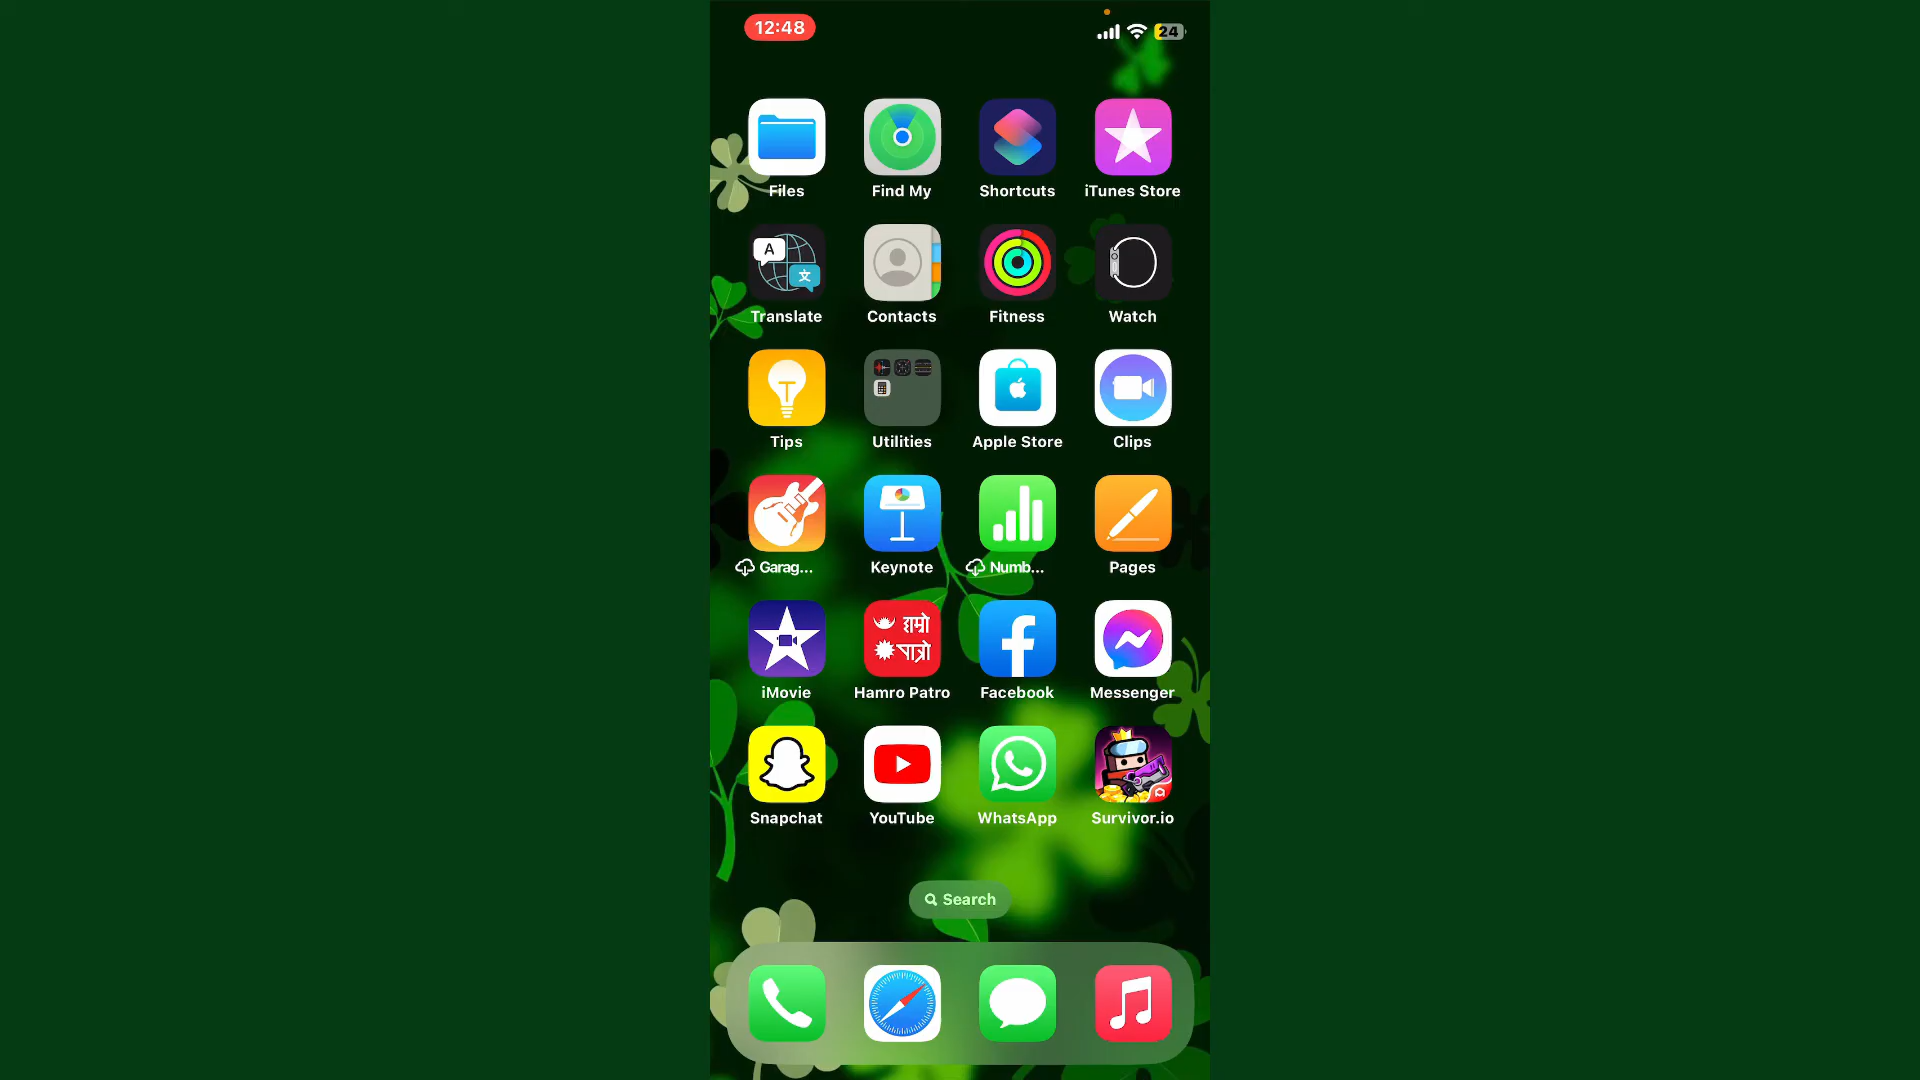 12:48
24
Files
Find My
Shortcuts
iTunes Store
A
文
Translate
Contacts
Fitness
Watch
Tips
Utilities
Apple Store
Clips
Garag...
Keynote
Numb...
Pages
हाम्रो
पात्रो
iMovie
Hamro Patro
Facebook
Messenger
Snapchat
YouTube
WhatsApp
Survivor.io
Search